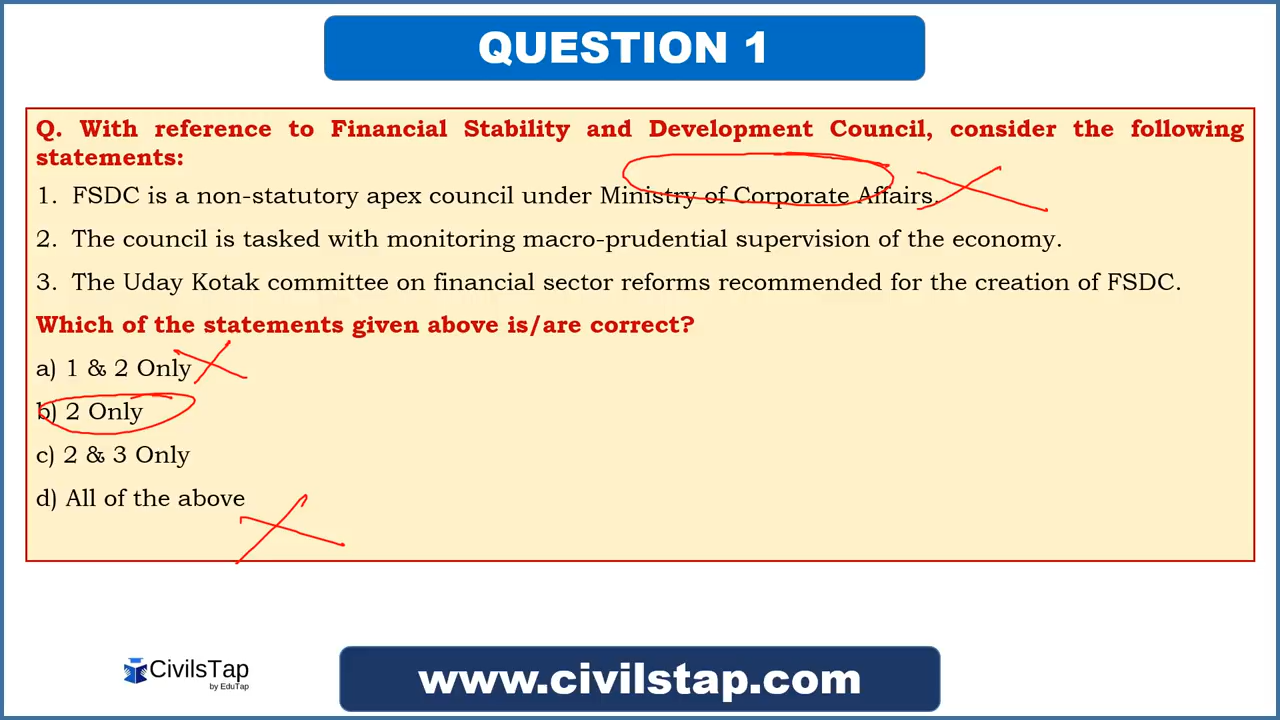 QUESTION 1
Q. With reference to Financial Stability and Development Council, consider the following
statements:
1. FSDC is a non-statutory apex council under Ministry of Corporate Affairs.
2. The council is tasked with monitoring macro-prudential supervision of the economy.
3. The Uday Kotak committee on financial sector reforms recommended for the creation of FSDC.
Which of the statements given above is/are correct?
a) 1 & 2 Only
b) 2 Only
c) 2 & 3 Only
d) All of the above
CivilsTap
by EduTap
www.civilstap.com